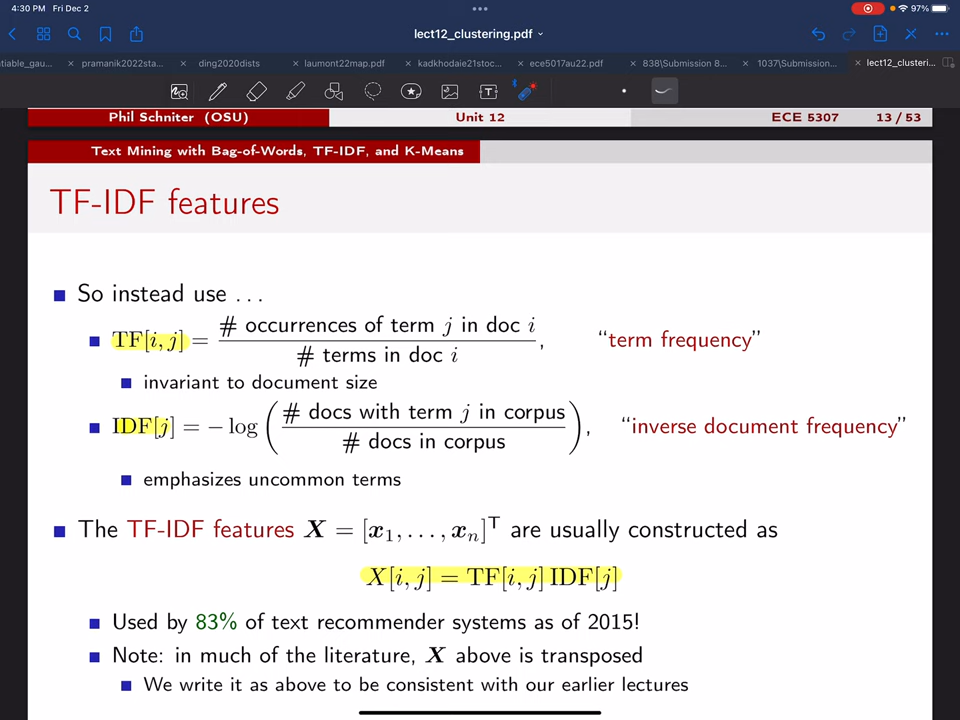 4:30 PM Fri Dec 2
97%
lect12_clustering.pdf
tiable_gau...
pramanik2022sta...
ding2020dists
laumont22map.pdf
kadkhodaie21stoc...
ece5017au22.pdf
838\Submission 8...
1037\Submission...
lect12_clusteri...
Phil Schniter (OSU) Unit 12 ECE 5307 13 / 53
Text Mining with Bag-of-Words, TF-IDF, and K-Means
TF-IDF features
■ So instead use ...
■ TF[i, j] = # occurrences of term j in doc i / # terms in doc i, “term frequency”
■ invariant to document size
■ IDF[j] = − log ( # docs with term j in corpus / # docs in corpus ), “inverse document frequency”
■ emphasizes uncommon terms
■ The TF-IDF features X = [x₁, ..., xₙ]ᵀ are usually constructed as
X[i, j] = TF[i, j] IDF[j]
■ Used by 83% of text recommender systems as of 2015!
■ Note: in much of the literature, X above is transposed
■ We write it as above to be consistent with our earlier lectures